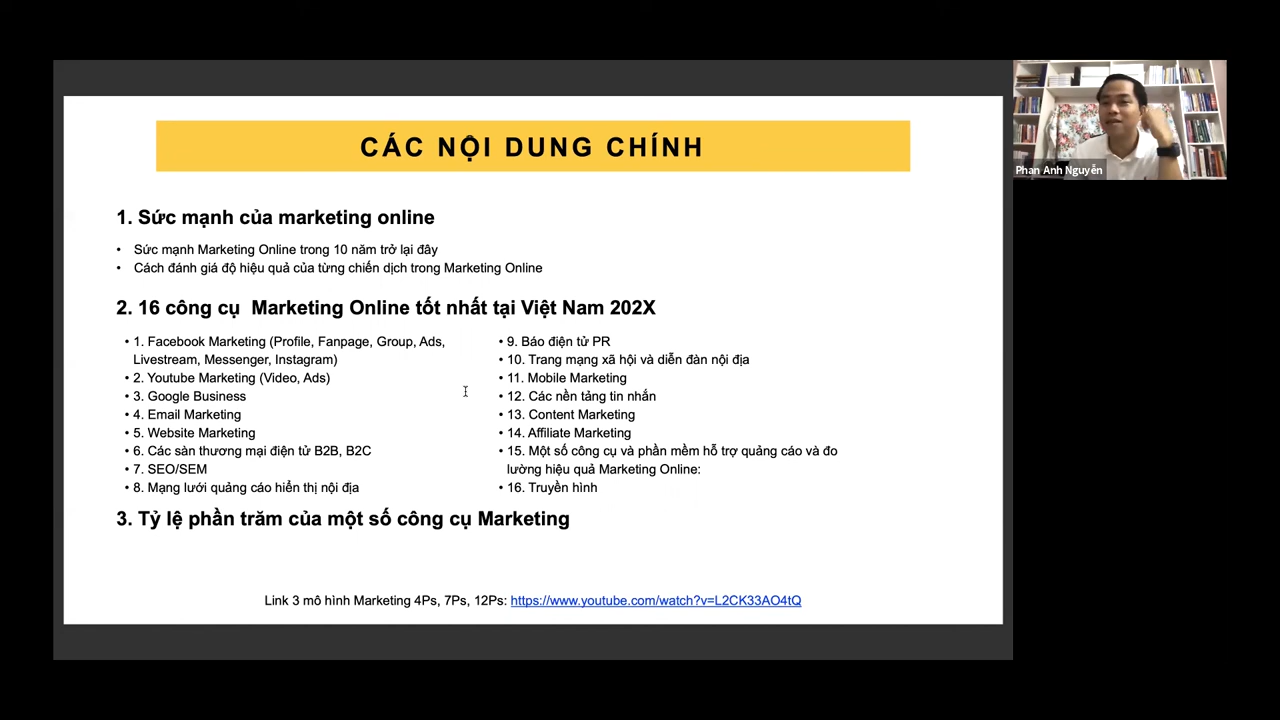 CÁC NỘI DUNG CHÍNH
1. Sức mạnh của marketing online
• Sức mạnh Marketing Online trong 10 năm trở lại đây
• Cách đánh giá độ hiệu quả của từng chiến dịch trong Marketing Online
2. 16 công cụ  Marketing Online tốt nhất tại Việt Nam 202X
• 1. Facebook Marketing (Profile, Fanpage, Group, Ads,
Livestream, Messenger, Instagram)
• 2. Youtube Marketing (Video, Ads)
• 3. Google Business
• 4. Email Marketing
• 5. Website Marketing
• 6. Các sàn thương mại điện tử B2B, B2C
• 7. SEO/SEM
• 8. Mạng lưới quảng cáo hiển thị nội địa
• 9. Báo điện tử PR
• 10. Trang mạng xã hội và diễn đàn nội địa
• 11. Mobile Marketing
• 12. Các nền tảng tin nhắn
• 13. Content Marketing
• 14. Affiliate Marketing
• 15. Một số công cụ và phần mềm hỗ trợ quảng cáo và đo
lường hiệu quả Marketing Online:
• 16. Truyền hình
3. Tỷ lệ phần trăm của một số công cụ Marketing
Link 3 mô hình Marketing 4Ps, 7Ps, 12Ps: https://www.youtube.com/watch?v=L2CK33AO4tQ
Phan Anh Nguyễn